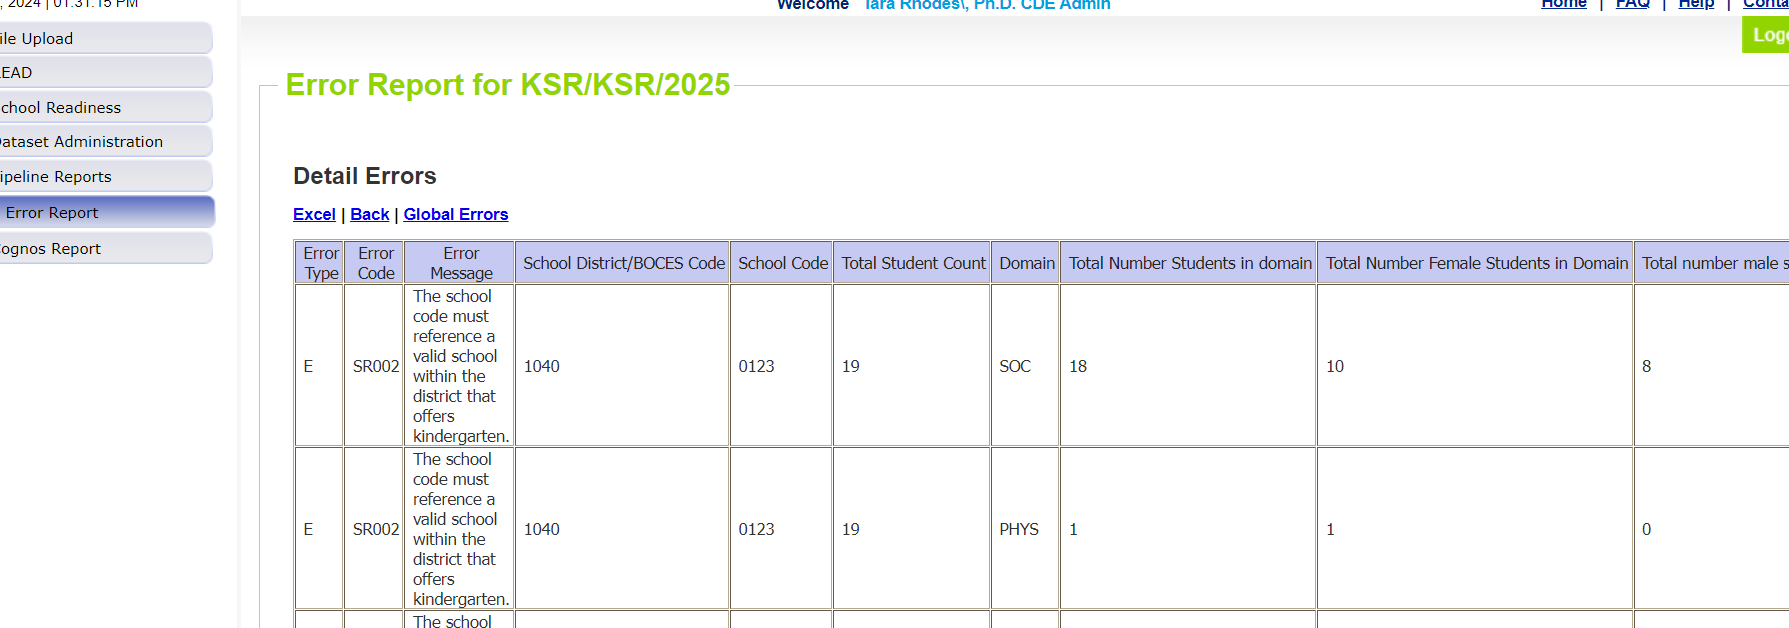 , 2024 | 01:31:15 PM
Welcome Tara Rhodes\, Ph.D. CDE Admin
Home | FAQ | Help | Conta
Logo
ile Upload
EAD
chool Readiness
ataset Administration
ipeline Reports
Error Report
ognos Report
Error Report for KSR/KSR/2025
Detail Errors
Excel | Back | Global Errors
Error Type Error Code Error Message School District/BOCES Code School Code Total Student Count Domain Total Number Students in domain Total Number Female Students in Domain Total number male s
E SR002 The school code must reference a valid school within the district that offers kindergarten. 1040 0123 19 SOC 18 10 8
E SR002 The school code must reference a valid school within the district that offers kindergarten. 1040 0123 19 PHYS 1 1 0
The school